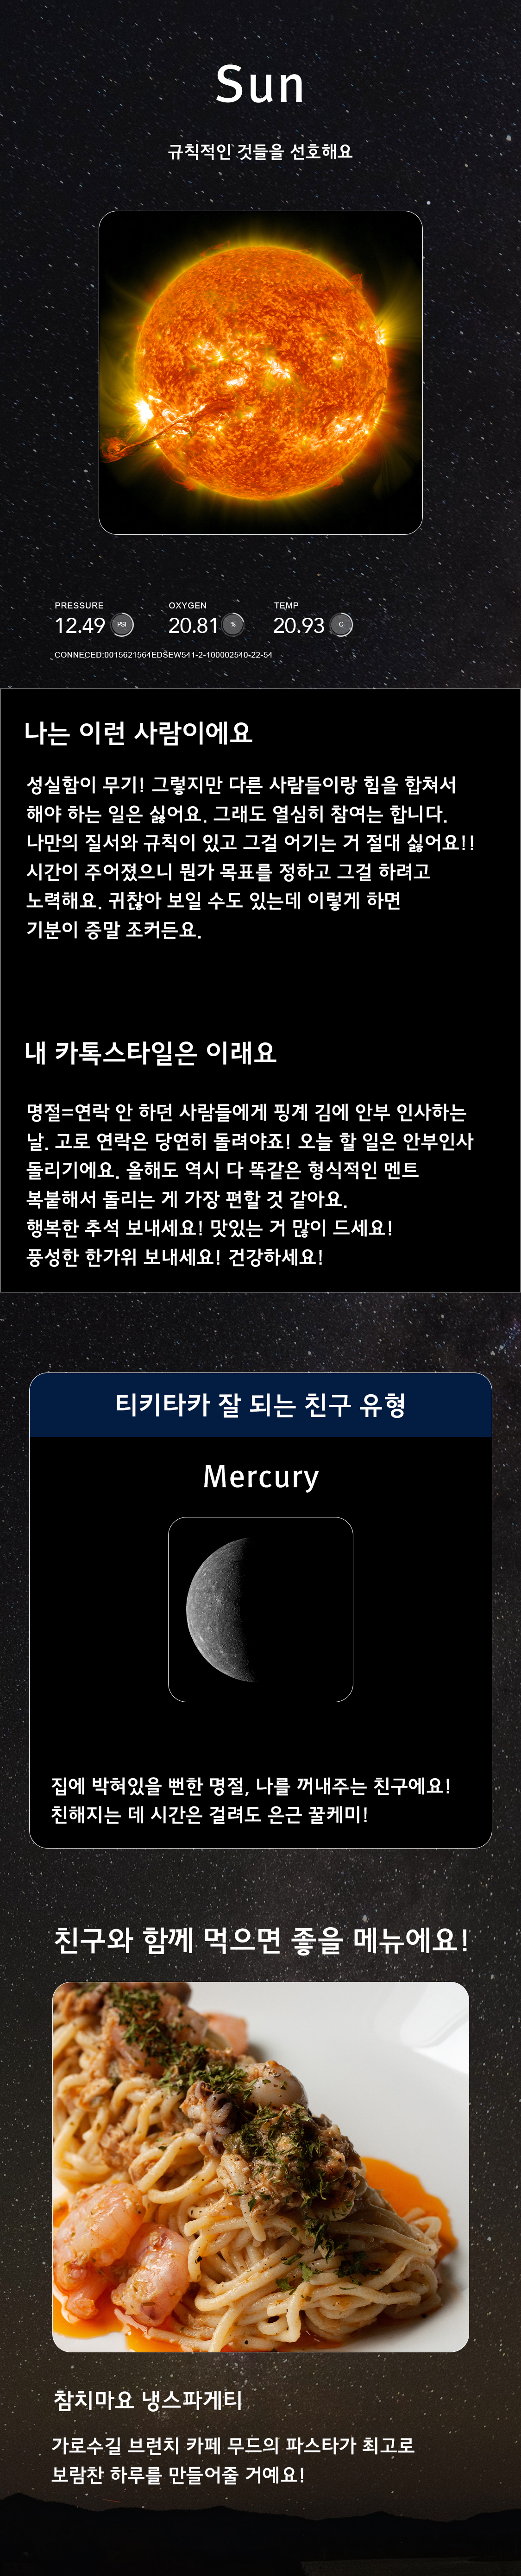 Sun
규칙적인 것들을 선호해요
PRESSURE OXYGEN TEMP
12.49 PSI 20.81 % 20.93 C
CONNECED:0015621564EDSEW541-2-100002540-22-54
나는 이런 사람이에요
성실함이 무기! 그렇지만 다른 사람들이랑 힘을 합쳐서
해야 하는 일은 싫어요. 그래도 열심히 참여는 합니다.
나만의 질서와 규칙이 있고 그걸 어기는 거 절대 싫어요!!
시간이 주어졌으니 뭔가 목표를 정하고 그걸 하려고
노력해요. 귀찮아 보일 수도 있는데 이렇게 하면
기분이 증말 조커든요.
내 카톡스타일은 이래요
명절=연락 안 하던 사람들에게 핑계 김에 안부 인사하는
날. 고로 연락은 당연히 돌려야죠! 오늘 할 일은 안부인사
돌리기에요. 올해도 역시 다 똑같은 형식적인 멘트
복붙해서 돌리는 게 가장 편할 것 같아요.
행복한 추석 보내세요! 맛있는 거 많이 드세요!
풍성한 한가위 보내세요! 건강하세요!
티키타카 잘 되는 친구 유형
Mercury
집에 박혀있을 뻔한 명절, 나를 꺼내주는 친구에요!
친해지는 데 시간은 걸려도 은근 꿀케미!
친구와 함께 먹으면 좋을 메뉴에요!
참치마요 냉스파게티
가로수길 브런치 카페 무드의 파스타가 최고로
보람찬 하루를 만들어줄 거예요!